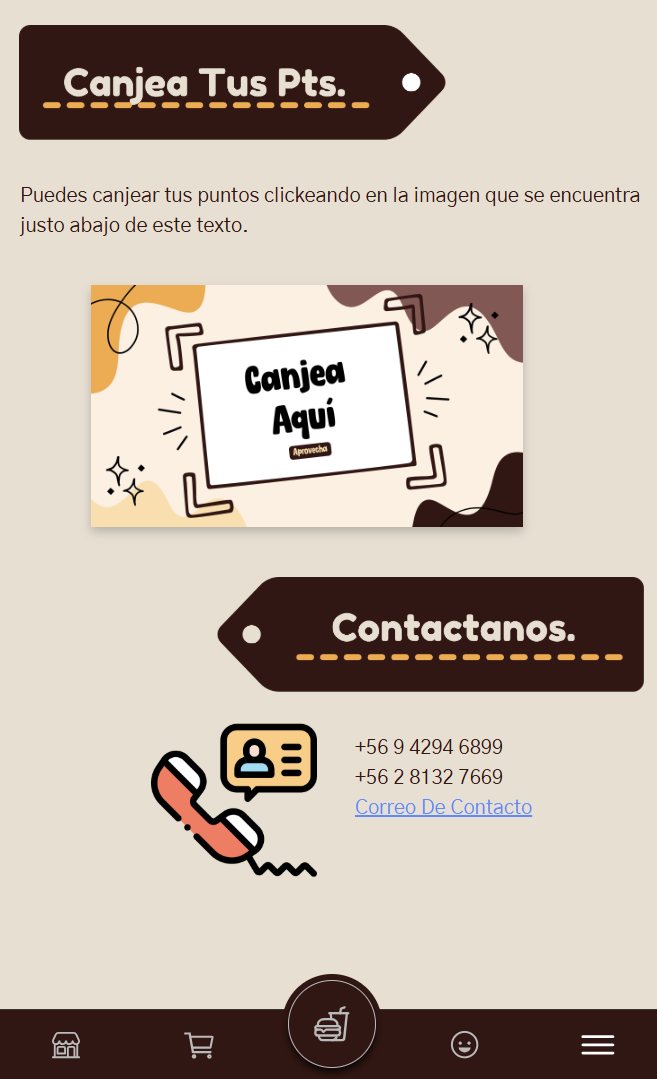 Canjea Tus Pts.
Puedes canjear tus puntos clickeando en la imagen que se encuentra
justo abajo de este texto.
Canjea
Aquí
Aprovecha
Contactanos.
+56 9 4294 6899
+56 2 8132 7669
Correo De Contacto